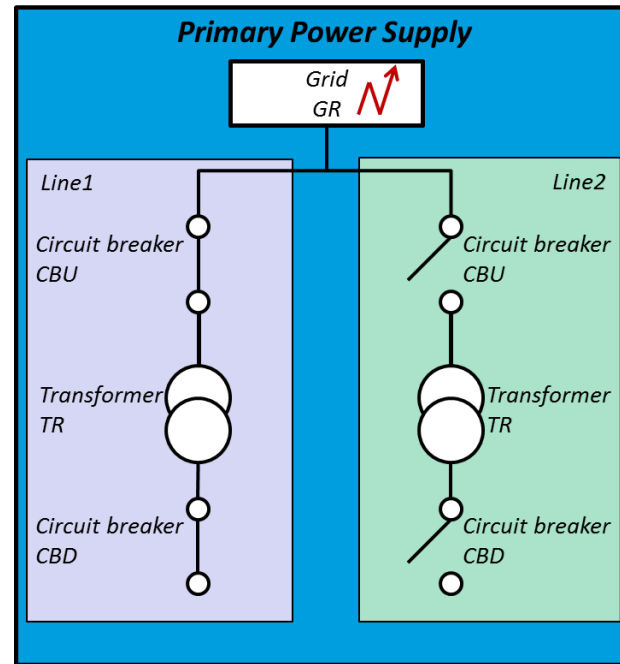 Primary Power Supply
Grid
GR
Line1
Line2
Circuit breaker
CBU
Circuit breaker
CBU
Transformer
TR
Transformer
TR
Circuit breaker
CBD
Circuit breaker
CBD